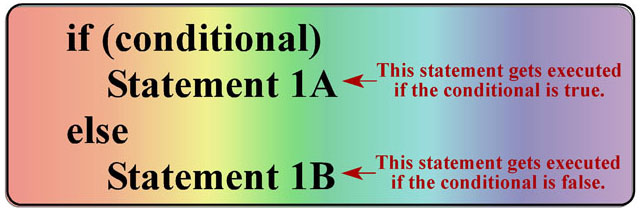 if (conditional)
Statement 1A
This statement gets executed
if the conditional is true.
else
Statement 1B
This statement gets executed
if the conditional is false.